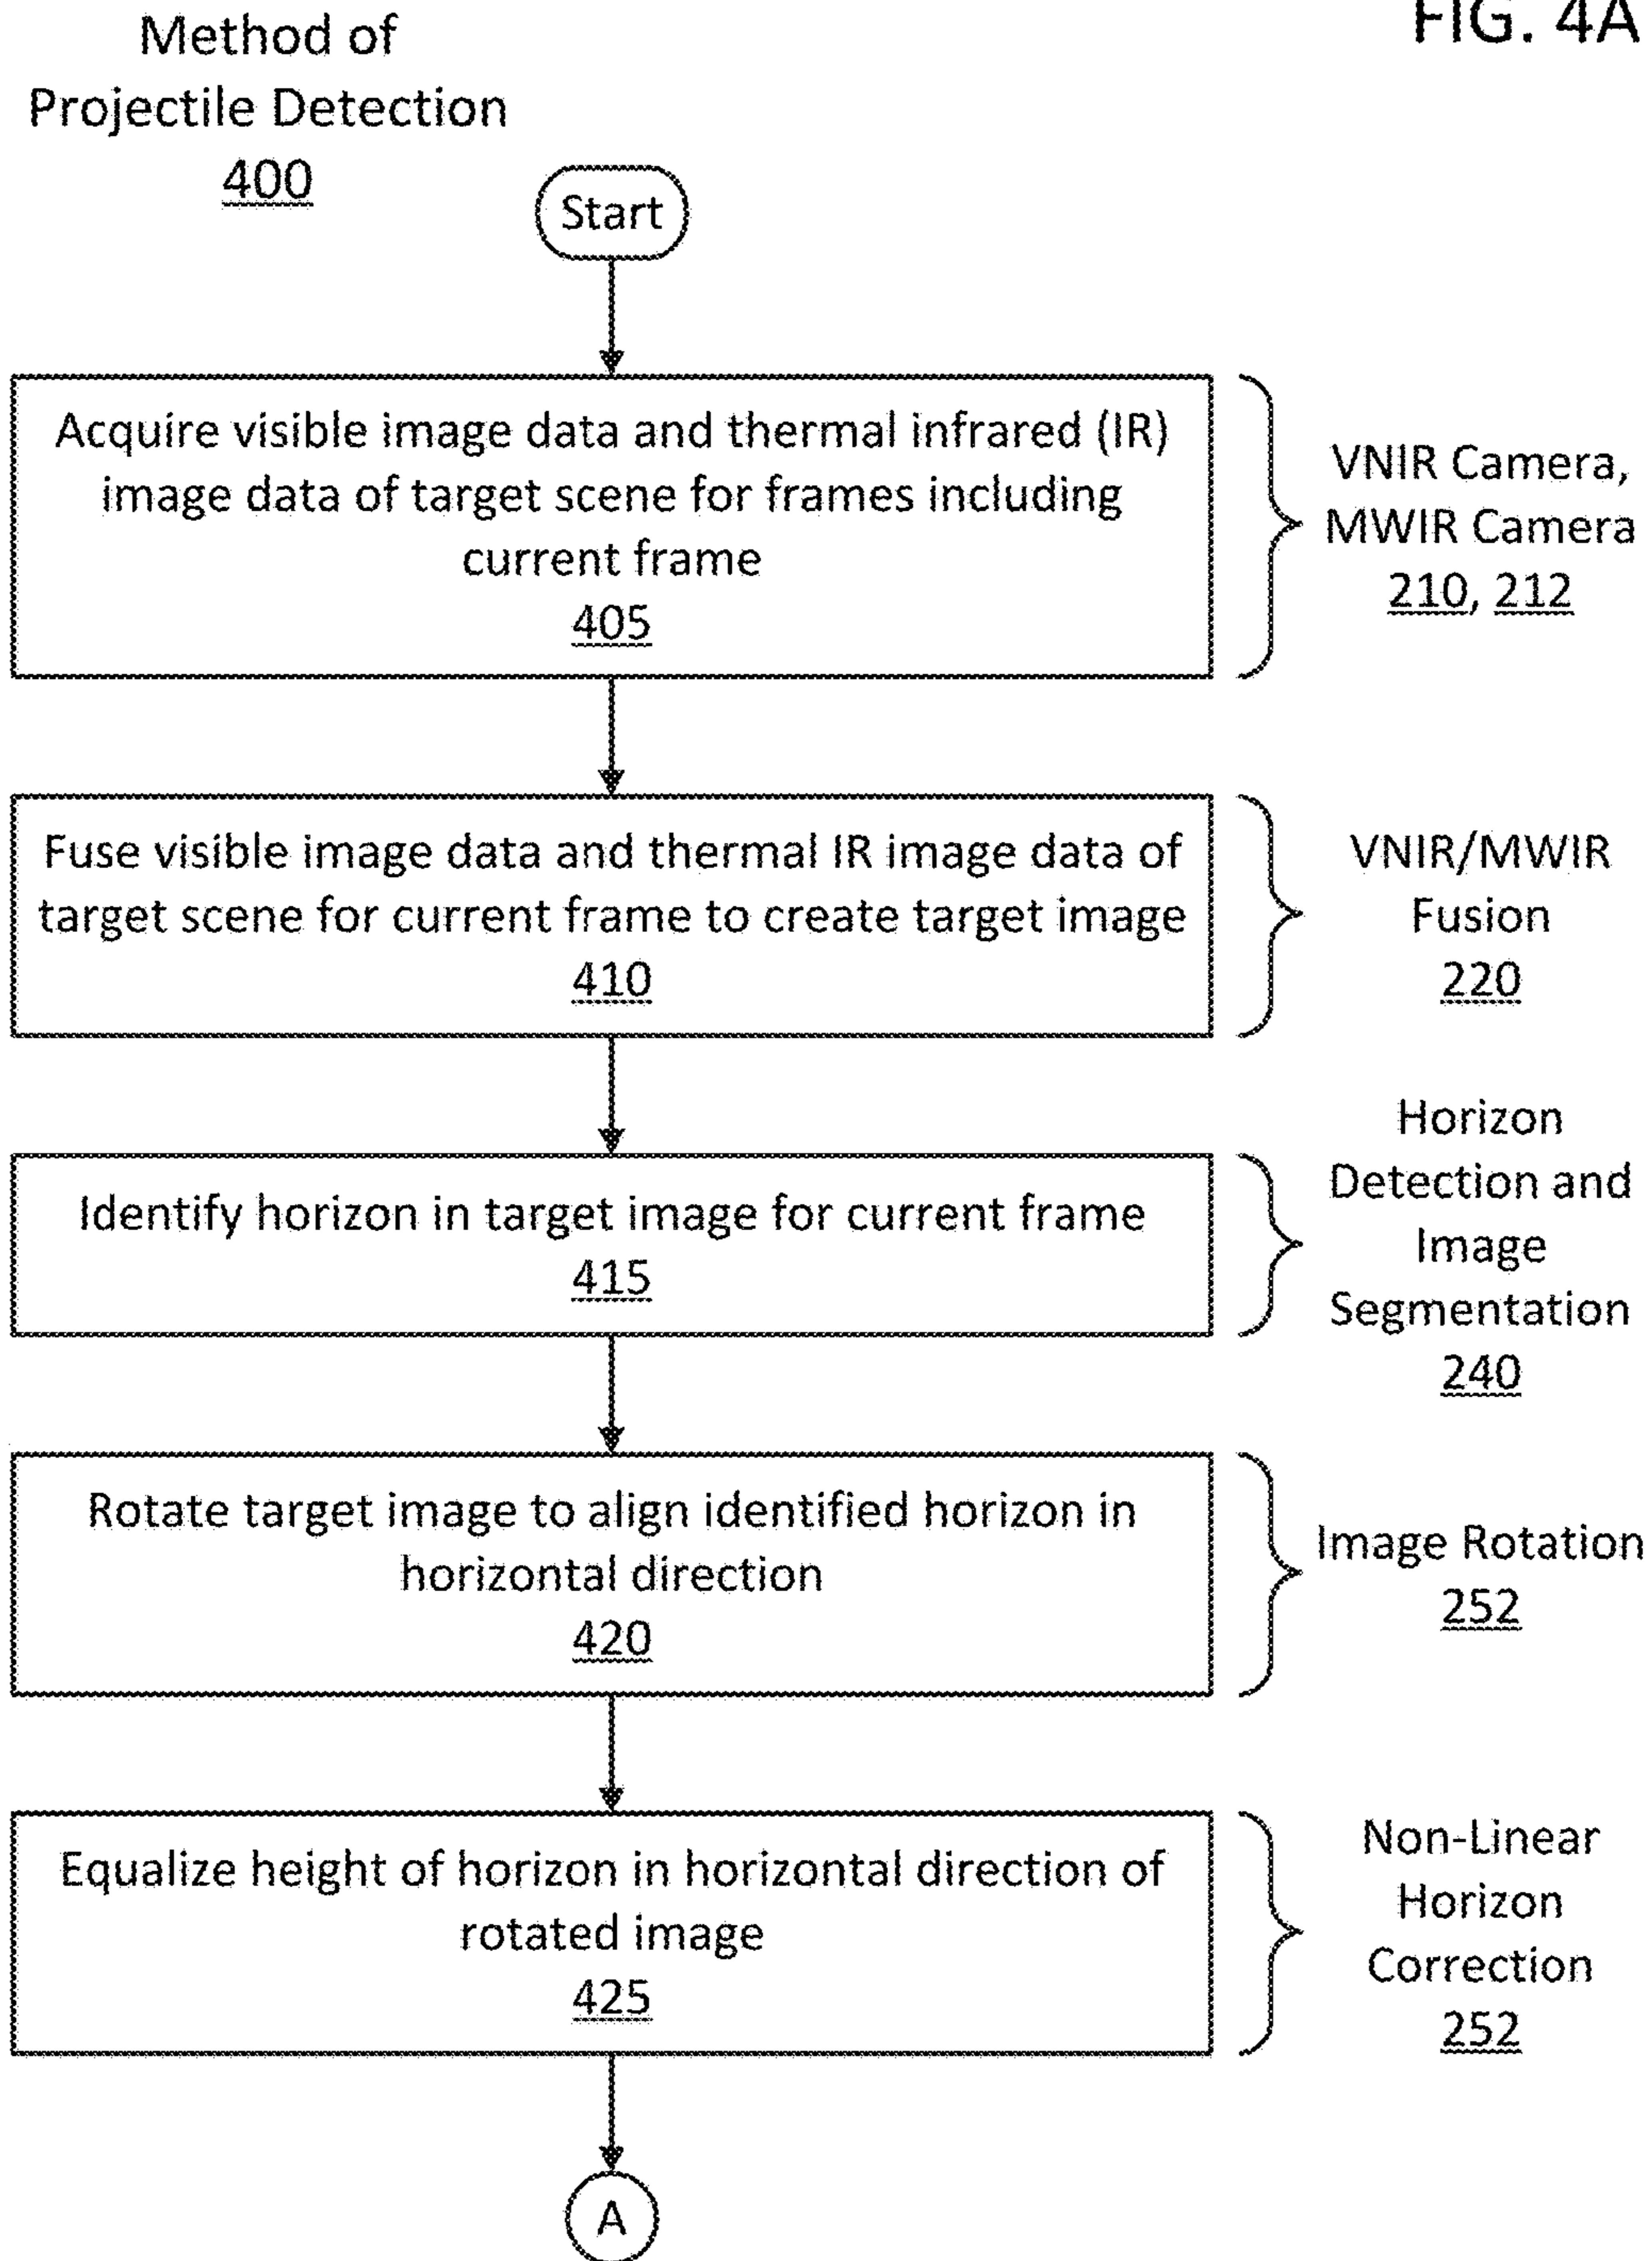 FIG. 4A
Method of
Projectile Detection
400
Start
Acquire visible image data and thermal infrared (IR)
image data of target scene for frames including
current frame
405
VNIR Camera,
MWIR Camera
210, 212
Fuse visible image data and thermal IR image data of
target scene for current frame to create target image
410
VNIR/MWIR
Fusion
220
Identify horizon in target image for current frame
415
Horizon
Detection and
Image
Segmentation
240
Rotate target image to align identified horizon in
horizontal direction
420
Image Rotation
252
Equalize height of horizon in horizontal direction of
rotated image
425
Non-Linear
Horizon
Correction
252
A